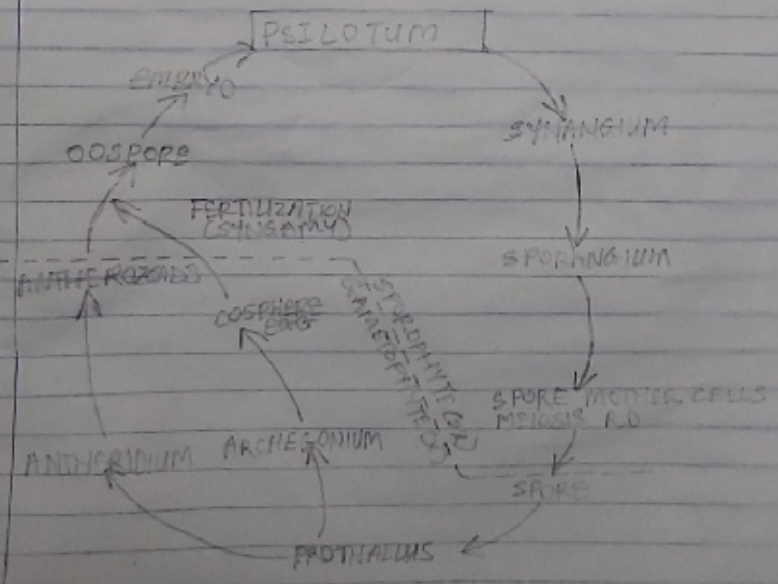 PSILOTUM
EMBRYO
SYNANGIUM
OOSPORE
FERTILIZATION
(SYNGAMY)
SPORANGIUM
ANTHEROZOIDS
OOSPHERE
EGG
SPOROPHYTE (2N)
GAMETOPHYTE
SPORE MOTHER CELLS
MEIOSIS R.D
ARCHEGONIUM
ANTHERIDIUM
SPORE
PROTHALLUS